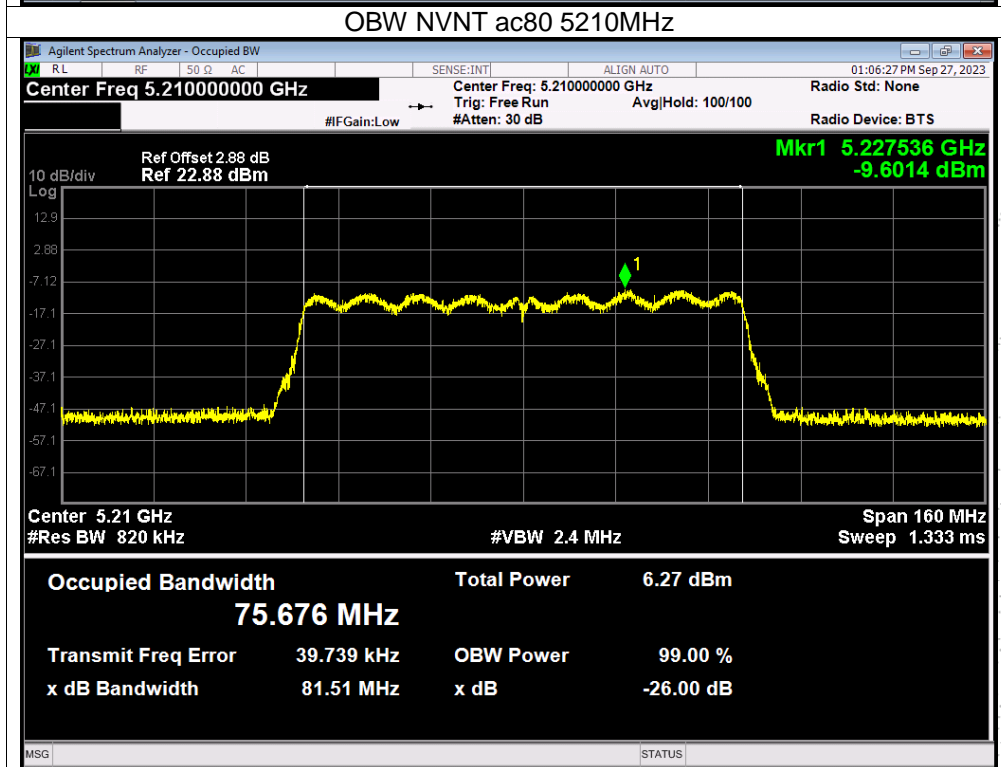 OBW NVNT ac80 5210MHz
Agilent Spectrum Analyzer - Occupied BW
LXI RL RF 50 Ω AC SENSE:INT ALIGN AUTO 01:06:27 PM Sep 27, 2023
Center Freq 5.210000000 GHz Center Freq: 5.210000000 GHz Radio Std: None
Trig: Free Run Avg|Hold: 100/100
#IFGain:Low #Atten: 30 dB Radio Device: BTS
Ref Offset 2.88 dB Mkr1 5.227536 GHz
10 dB/div Ref 22.88 dBm -9.6014 dBm
Log
12.9
2.88
1
-7.12
-17.1
-27.1
-37.1
-47.1
-57.1
-67.1
Center 5.21 GHz Span 160 MHz
#Res BW 820 kHz #VBW 2.4 MHz Sweep 1.333 ms
Occupied Bandwidth Total Power 6.27 dBm
75.676 MHz
Transmit Freq Error 39.739 kHz OBW Power 99.00 %
x dB Bandwidth 81.51 MHz x dB -26.00 dB
MSG STATUS